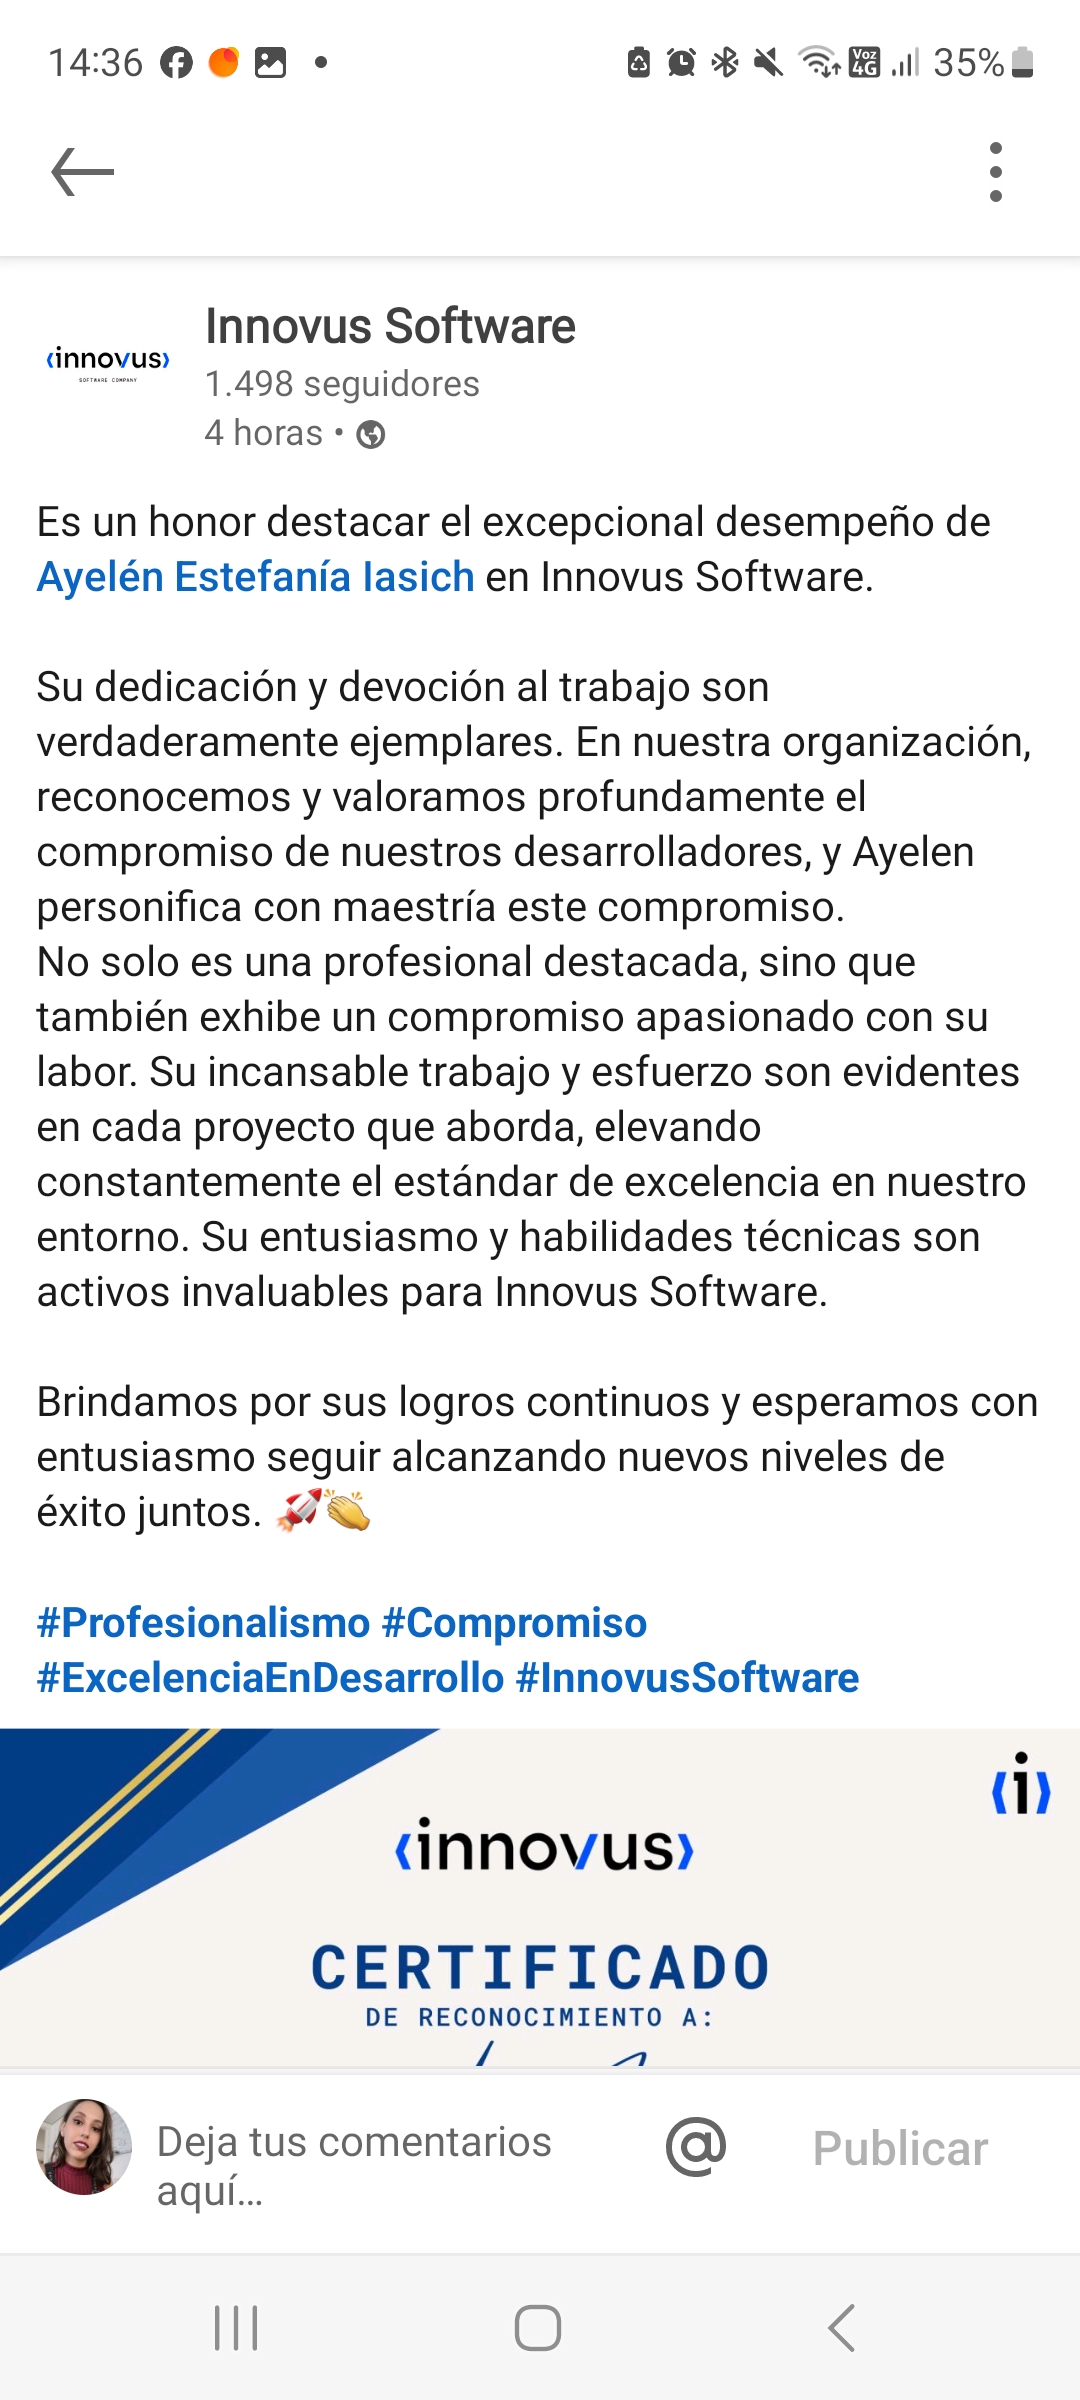 14:36
Voz
4G
35%
‹innovus›
SOFTWARE COMPANY
Innovus Software
1.498 seguidores
4 horas •
Es un honor destacar el excepcional desempeño de
Ayelén Estefanía Iasich en Innovus Software.
Su dedicación y devoción al trabajo son
verdaderamente ejemplares. En nuestra organización,
reconocemos y valoramos profundamente el
compromiso de nuestros desarrolladores, y Ayelen
personifica con maestría este compromiso.
No solo es una profesional destacada, sino que
también exhibe un compromiso apasionado con su
labor. Su incansable trabajo y esfuerzo son evidentes
en cada proyecto que aborda, elevando
constantemente el estándar de excelencia en nuestro
entorno. Su entusiasmo y habilidades técnicas son
activos invaluables para Innovus Software.
Brindamos por sus logros continuos y esperamos con
entusiasmo seguir alcanzando nuevos niveles de
éxito juntos. 🚀👏
#Profesionalismo #Compromiso
#ExcelenciaEnDesarrollo #InnovusSoftware
‹i›
‹innovus›
CERTIFICADO
DE RECONOCIMIENTO A:
Deja tus comentarios
aquí...
@
Publicar